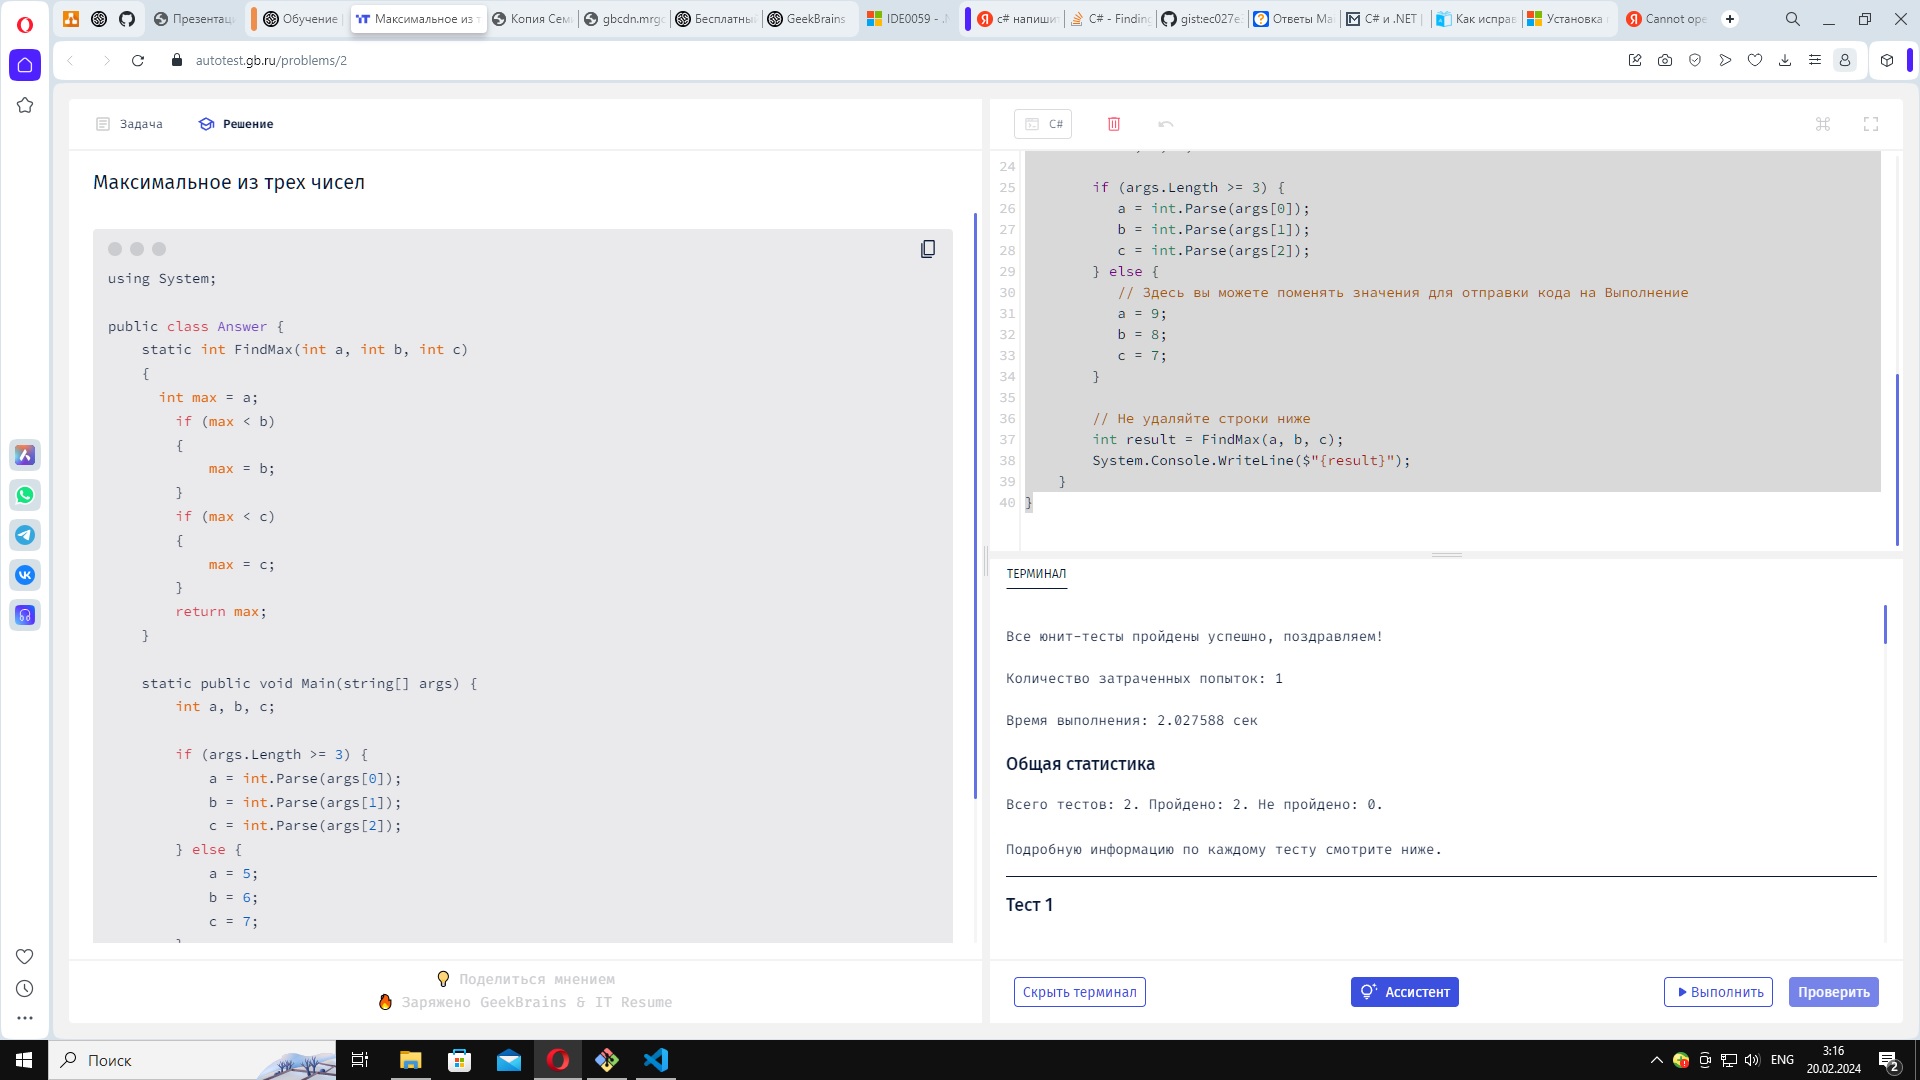 Презентаци
Обучение
Максимальное из т
Копия Сем
gbcdn.mrgc
Бесплатны
GeekBrains
IDE0059 - .N
с# напиши
C# - Findin
gistec027e
Ответы Ma
C# и .NET |
Как исправ
Установка
Cannot ope
autotest.gb.ru/problems/2
Задача
Решение
Максимальное из трех чисел
using System;
public class Answer {
static int FindMax(int a, int b, int c)
{
int max = a;
if (max < b)
{
max = b;
}
if (max < c)
{
max = c;
}
return max;
}
static public void Main(string[] args) {
int a, b, c;
if (args.Length >= 3) {
a = int.Parse(args[0]);
b = int.Parse(args[1]);
c = int.Parse(args[2]);
} else {
a = 5;
b = 6;
c = 7;
Поделиться мнением
Заряжено GeekBrains & IT Resume
C#
24
25 if (args.Length >= 3) {
26 a = int.Parse(args[0]);
27 b = int.Parse(args[1]);
28 c = int.Parse(args[2]);
29 } else {
30 // Здесь вы можете поменять значения для отправки кода на Выполнение
31 a = 9;
32 b = 8;
33 c = 7;
34 }
35
36 // Не удаляйте строки ниже
37 int result = FindMax(a, b, c);
38 System.Console.WriteLine($"{result}");
39 }
40 }
ТЕРМИНАЛ
Все юнит-тесты пройдены успешно, поздравляем!
Количество затраченных попыток: 1
Время выполнения: 2.027588 сек
Общая статистика
Всего тестов: 2. Пройдено: 2. Не пройдено: 0.
Подробную информацию по каждому тесту смотрите ниже.
Тест 1
Скрыть терминал
Ассистент
Выполнить
Проверить
Поиск
ENG
3:16
20.02.2024
2